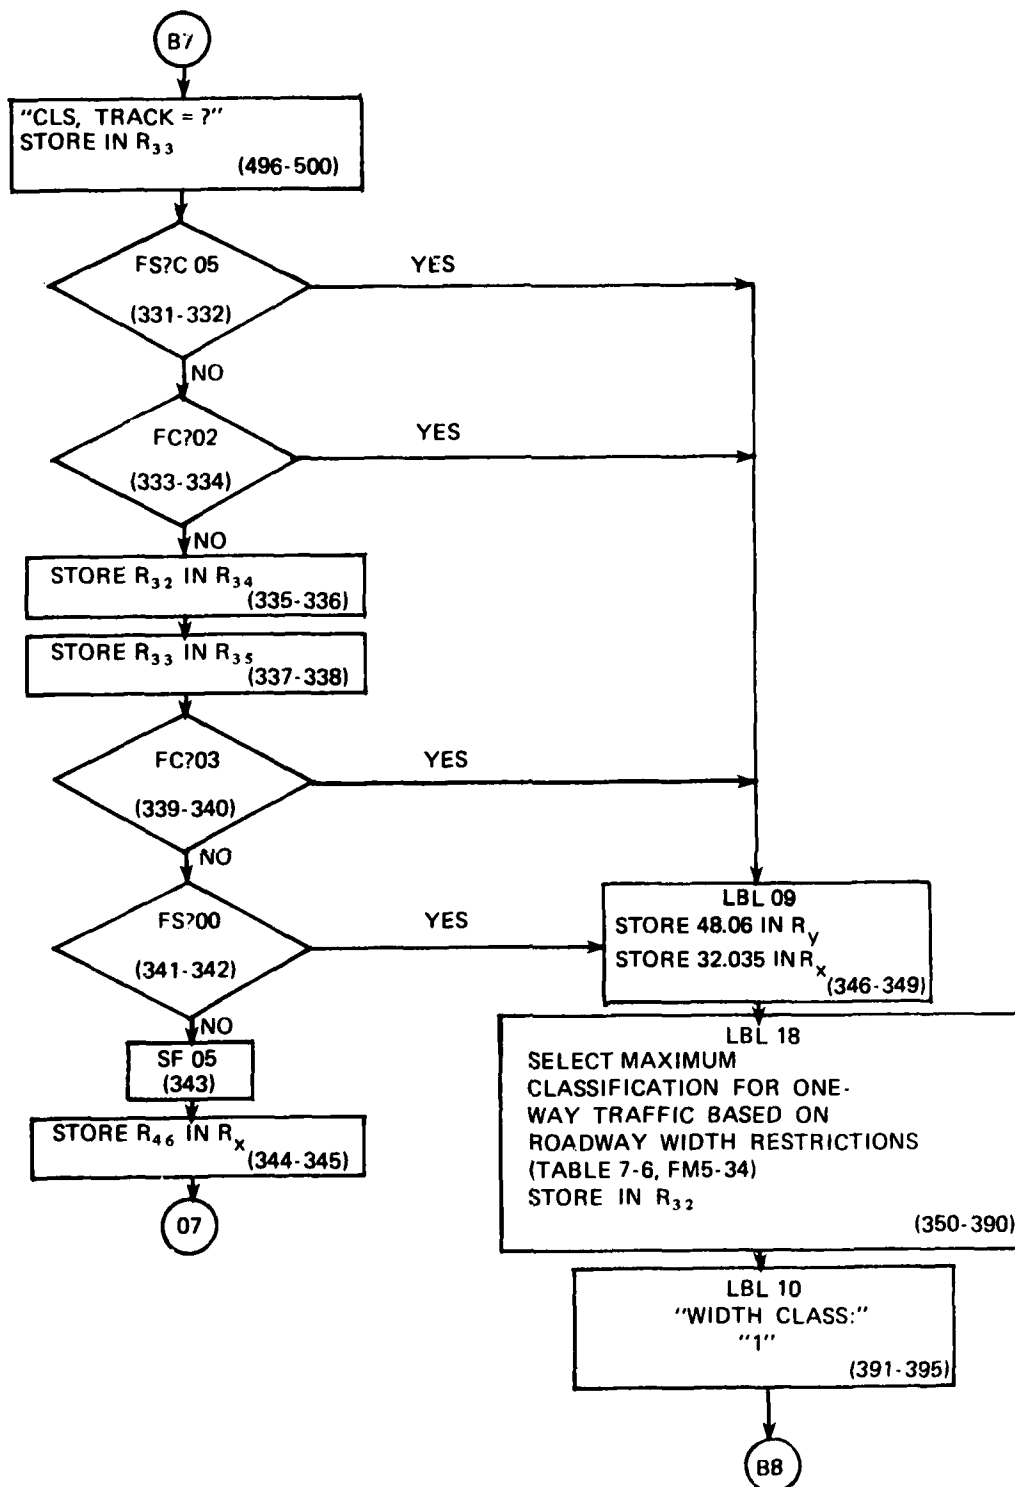 B7
"CLS, TRACK = ?"
STORE IN R33
(496-500)
FS?C 05
(331-332)
YES
NO
FC?02
(333-334)
YES
NO
STORE R32 IN R34
(335-336)
STORE R33 IN R35
(337-338)
FC?03
(339-340)
YES
NO
FS?00
(341-342)
YES
NO
SF 05
(343)
STORE R46 IN Rx
(344-345)
07
LBL 09
STORE 48.06 IN Ry
STORE 32.035 IN Rx
(346-349)
LBL 18
SELECT MAXIMUM
CLASSIFICATION FOR ONE-
WAY TRAFFIC BASED ON
ROADWAY WIDTH RESTRICTIONS
(TABLE 7-6, FM5-34)
STORE IN R32
(350-390)
LBL 10
"WIDTH CLASS:"
"1"
(391-395)
B8